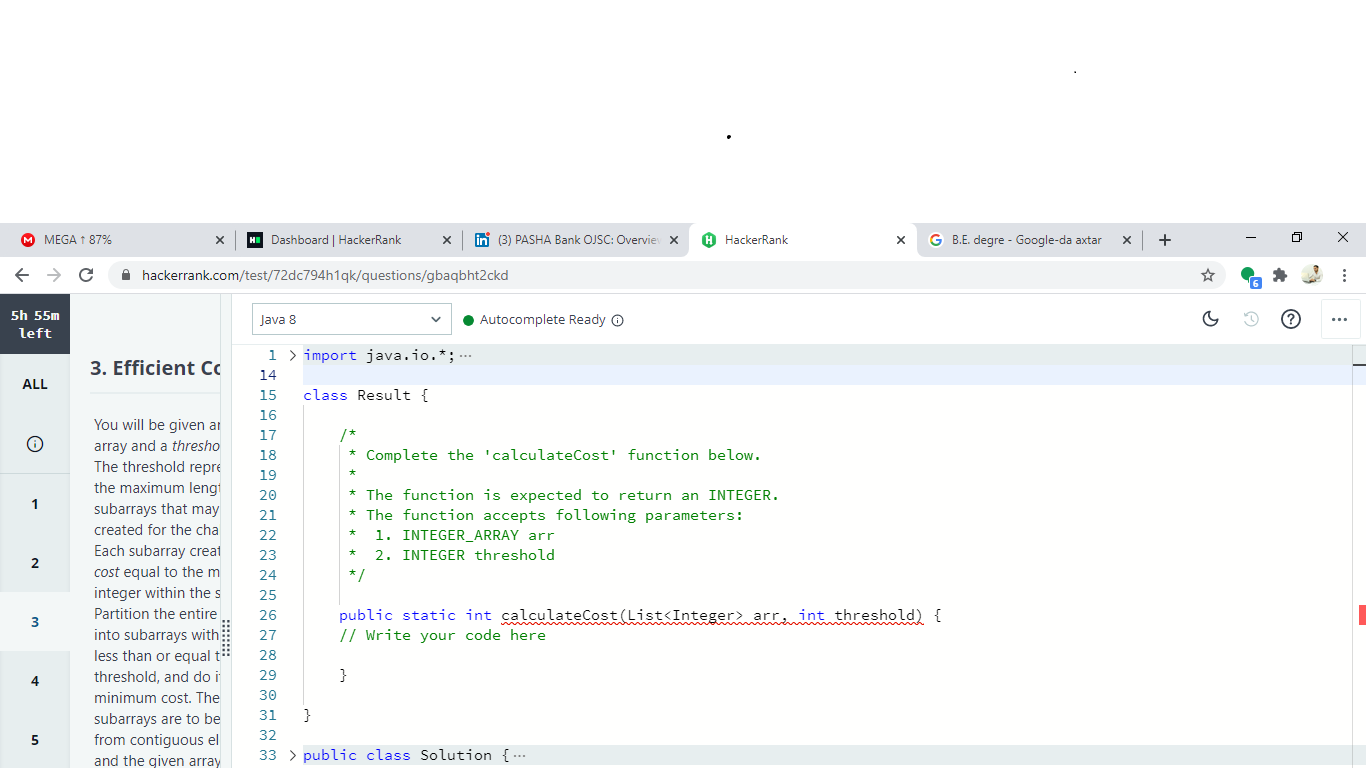 MEGA ↑ 87%
Dashboard | HackerRank
(3) PASHA Bank OJSC: Overvie
HackerRank
B.E. degre - Google-da axtar
hackerrank.com/test/72dc794h1qk/questions/gbaqbht2ckd
6
5h 55m
left
ALL
1
2
3
4
5
3. Efficient Co
You will be given ar
array and a thresho
The threshold repre
the maximum lengt
subarrays that may
created for the cha
Each subarray creat
cost equal to the m
integer within the s
Partition the entire
into subarrays with
less than or equal t
threshold, and do i
minimum cost. The
subarrays are to be
from contiguous el
and the given array
Java 8
Autocomplete Ready
1 import java.io.*; ···
14
15 class Result {
16
17 /*
18 * Complete the 'calculateCost' function below.
19 *
20 * The function is expected to return an INTEGER.
21 * The function accepts following parameters:
22 *  1. INTEGER_ARRAY arr
23 *  2. INTEGER threshold
24 */
25
26 public static int calculateCost(List<Integer> arr, int threshold) {
27 // Write your code here
28
29 }
30
31 }
32
33 public class Solution { ···